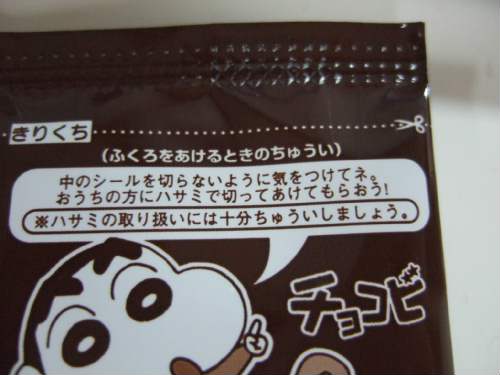 きりくち
(ふくろをあけるときのちゅうい)
中のシールを切らないように気をつけてネ。
おうちの方にハサミで切ってあけてもらおう!
※ハサミの取り扱いには十分ちゅういしましょう。
チョコビ